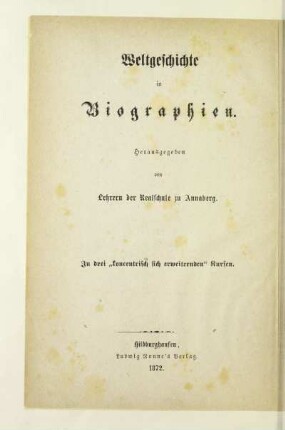 Weltgeschichte
in
Biographien.
Herausgegeben
von
Lehrern der Realschule zu Annaberg.
In drei „koncentrisch sich erweiternden“ Kursen.
Hildburghausen,
Ludwig Nonne's Verlag.
1872.